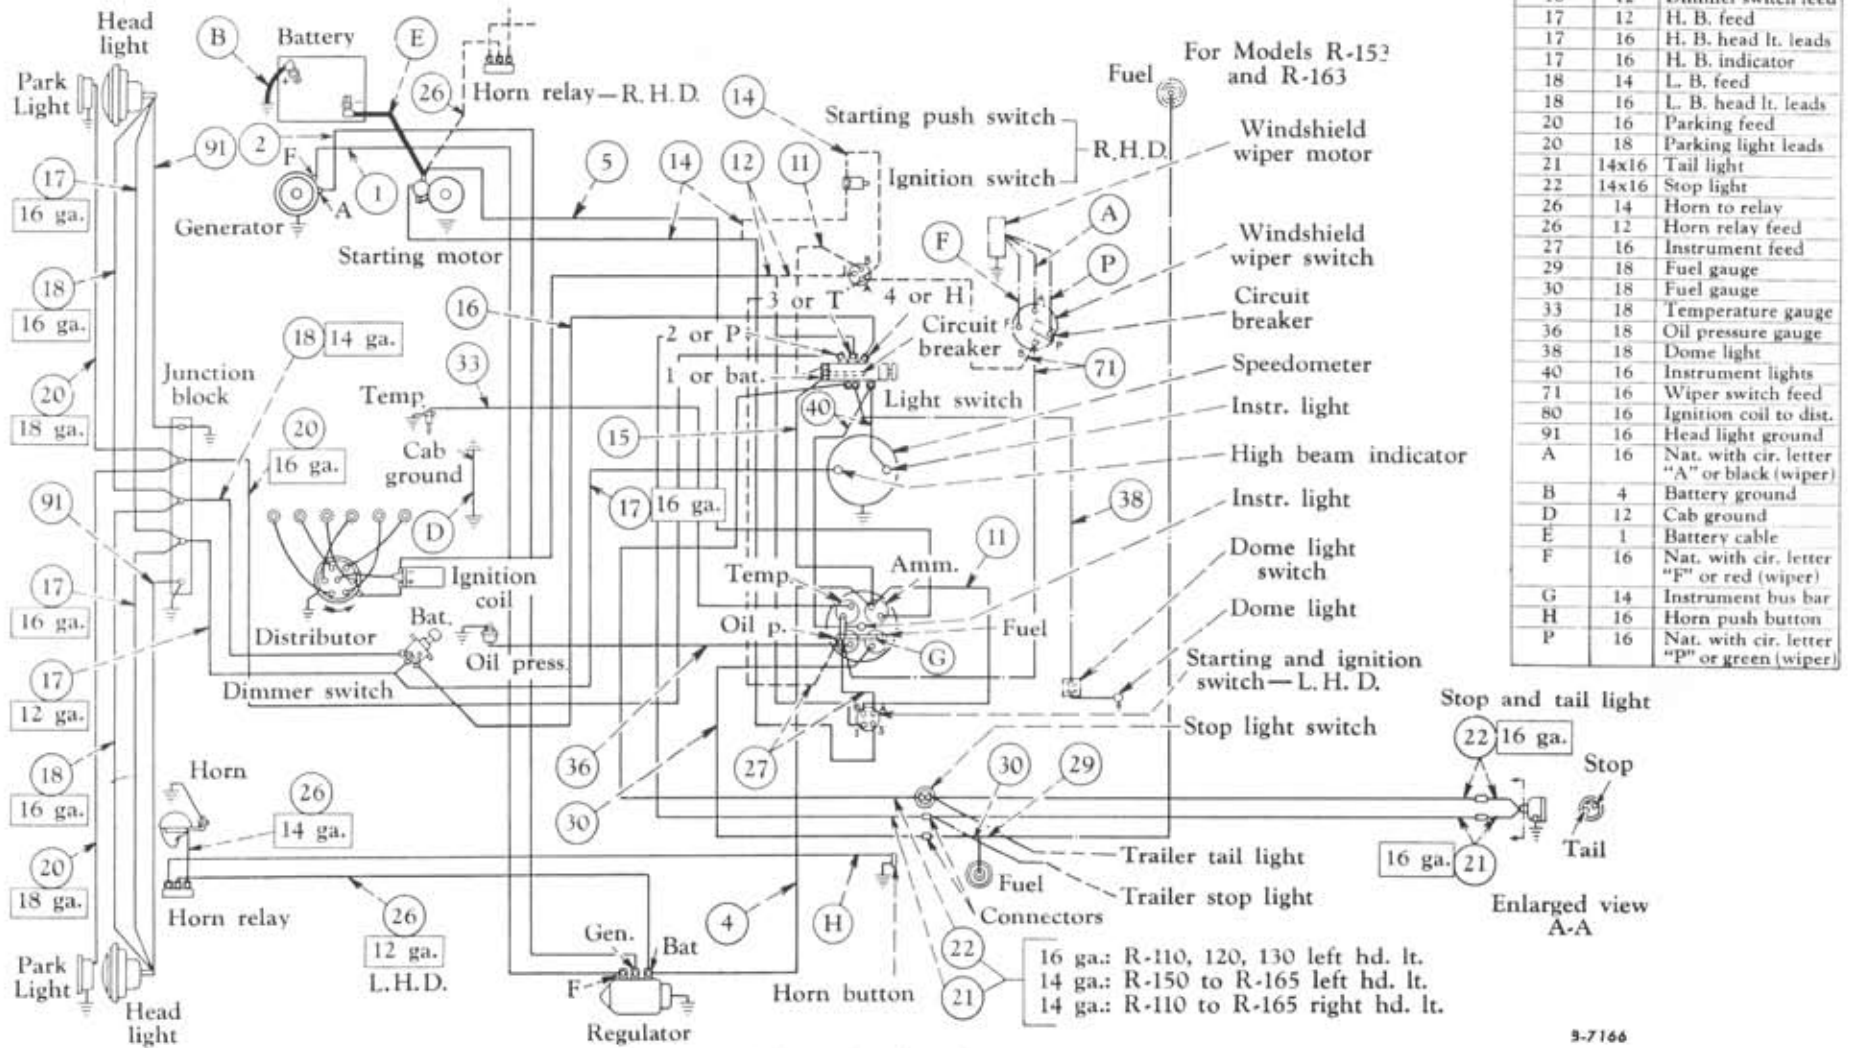 Head
light
B
Battery
E
Park
Light
26
Horn relay—R. H. D.
14
Fuel
For Models R-153
and R-163
Starting push switch
R.H.D.
Ignition switch
Windshield
wiper motor
91
2
F
1
A
Generator
Starting motor
5
14
12
11
17
16 ga.
F
A
P
Windshield
wiper switch
18
16 ga.
16
3 or T
4 or H
2 or P
Circuit
breaker
1 or bat.
Circuit
breaker
18
14 ga.
33
Junction
block
Temp.
71
Speedometer
Light switch
40
20
18 ga.
20
16 ga.
Cab
ground
15
Instr. light
High beam indicator
91
D
17
16 ga.
Instr. light
38
11
Dome light
switch
Temp.
Amm.
Ignition
coil
17
16 ga.
Distributor
Bat.
Oil p.
Fuel
Dome light
Oil press.
G
Starting and ignition
switch—L. H. D.
17
12 ga.
Dimmer switch
Stop light switch
Stop and tail light
22
16 ga.
18
16 ga.
Horn
36
27
30
29
Stop
26
14 ga.
30
Tail
16 ga.
21
20
18 ga.
Trailer tail light
Fuel
Trailer stop light
Horn relay
Connectors
Enlarged view
A-A
26
12 ga.
L.H.D.
4
H
22
Gen.
Bat
F
21
16 ga.: R-110, 120, 130 left hd. lt.
14 ga.: R-150 to R-165 left hd. lt.
14 ga.: R-110 to R-165 right hd. lt.
Park
Light
Horn button
Head
light
Regulator
17 12 H. B. feed
17 16 H. B. head lt. leads
17 16 H. B. indicator
18 14 L. B. feed
18 16 L. B. head lt. leads
20 16 Parking feed
20 18 Parking light leads
21 14x16 Tail light
22 14x16 Stop light
26 14 Horn to relay
26 12 Horn relay feed
27 16 Instrument feed
29 18 Fuel gauge
30 18 Fuel gauge
33 18 Temperature gauge
36 18 Oil pressure gauge
38 18 Dome light
40 16 Instrument lights
71 16 Wiper switch feed
80 16 Ignition coil to dist.
91 16 Head light ground
A 16 Nat. with cir. letter
"A" or black (wiper)
B 4 Battery ground
D 12 Cab ground
E 1 Battery cable
F 16 Nat. with cir. letter
"F" or red (wiper)
G 14 Instrument bus bar
H 16 Horn push button
P 16 Nat. with cir. letter
"P" or green (wiper)